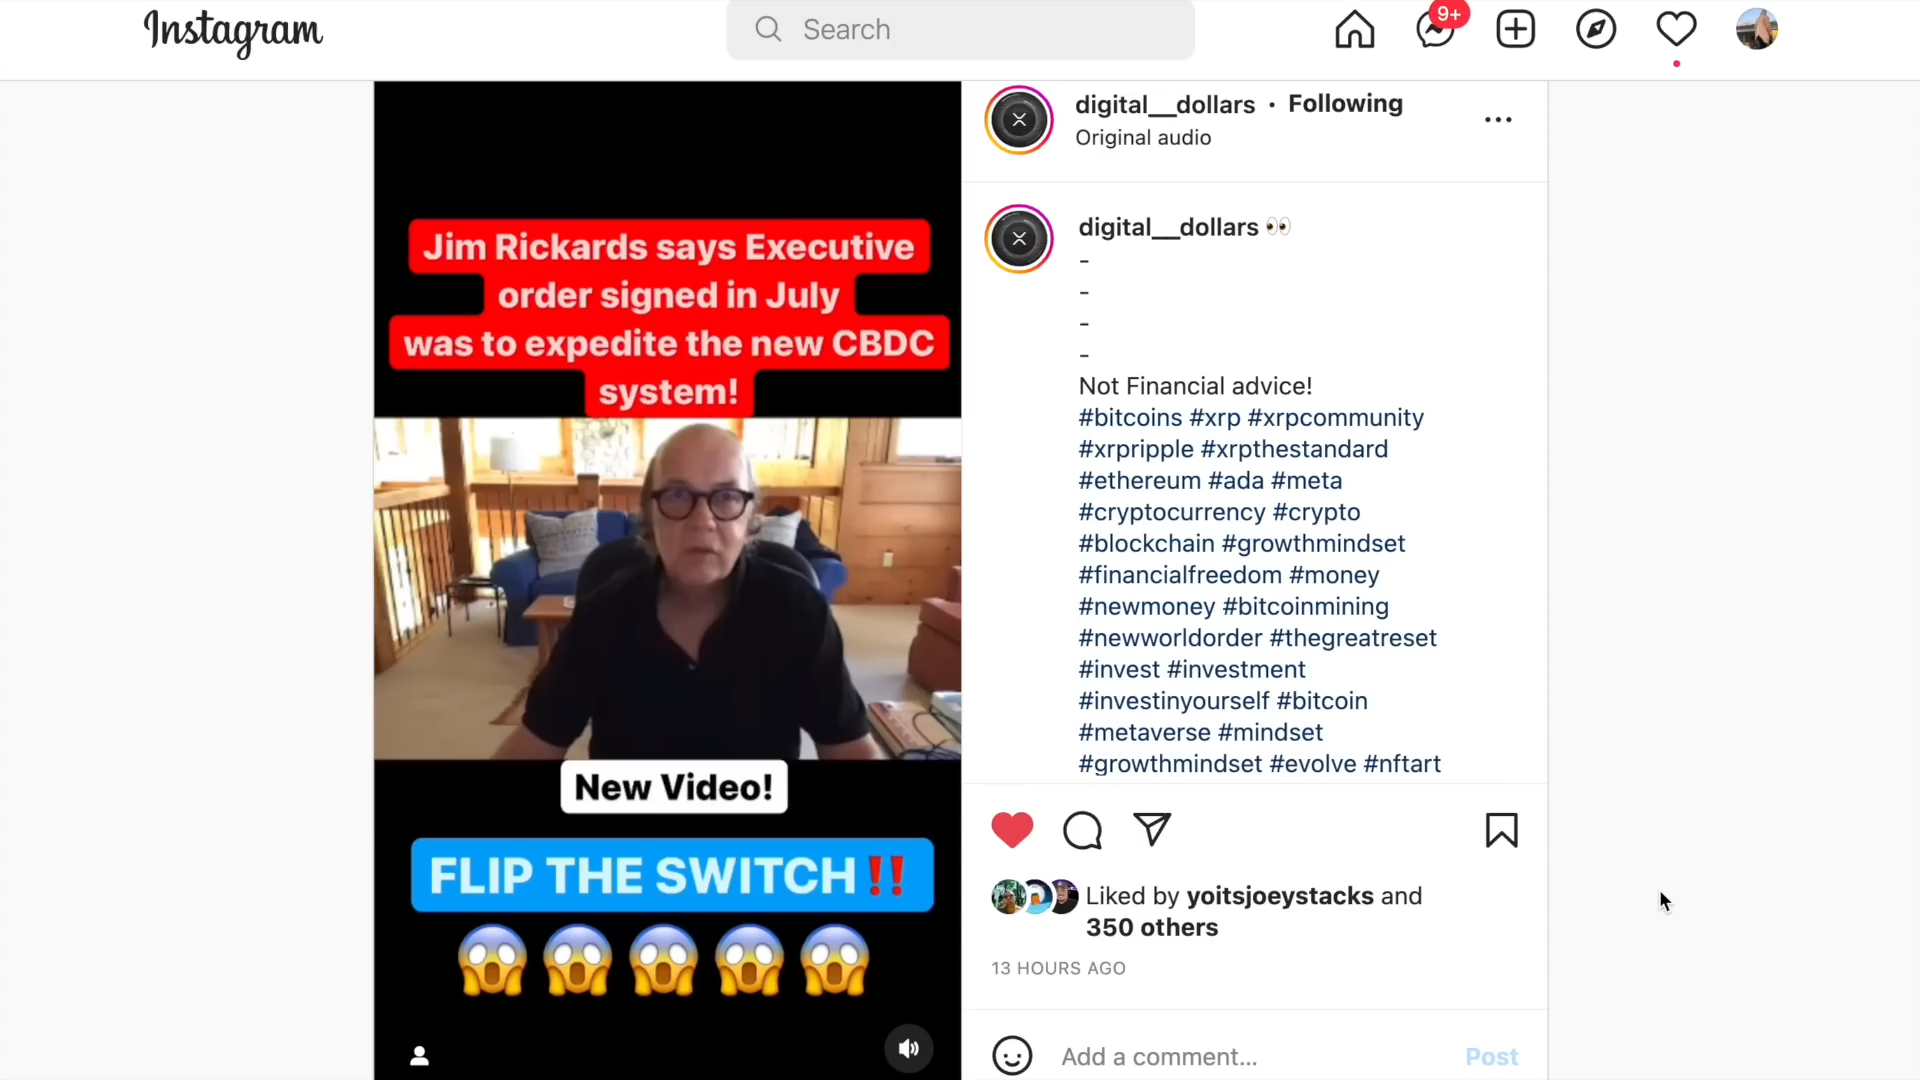 Instagram
Search
9+
Jim Rickards says Executive
order signed in July
was to expedite the new CBDC
system!
New Video!
FLIP THE SWITCH‼️
😱😱😱😱😱
digital__dollars • Following
Original audio
digital__dollars 👀
-
-
-
-
Not Financial advice!
#bitcoins #xrp #xrpcommunity
#xrpripple #xrpthestandard
#ethereum #ada #meta
#cryptocurrency #crypto
#blockchain #growthmindset
#financialfreedom #money
#newmoney #bitcoinmining
#newworldorder #thegreatreset
#invest #investment
#investinyourself #bitcoin
#metaverse #mindset
#growthmindset #evolve #nftart
Liked by yoitsjoeystacks and
350 others
13 HOURS AGO
Add a comment...
Post